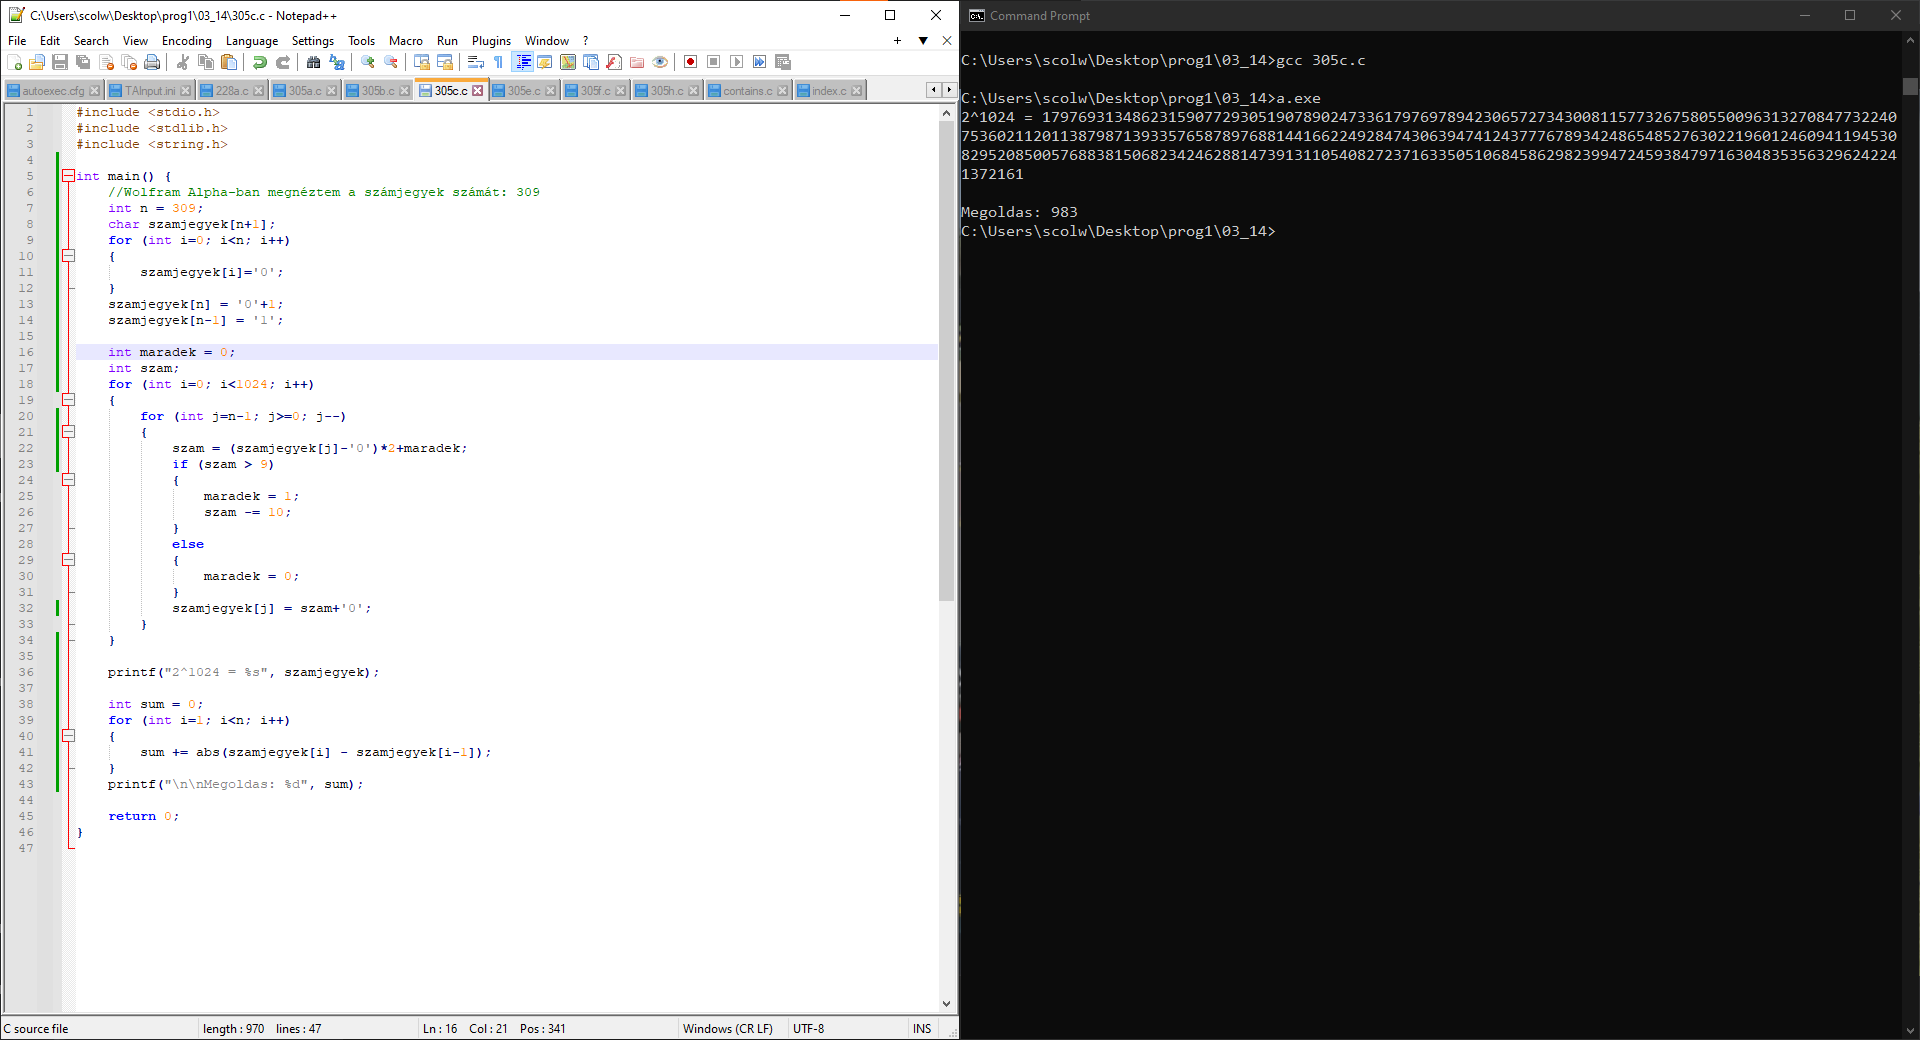 C:\Users\scolw\Desktop\prog1\03_14\305c.c - Notepad++
File Edit Search View Encoding Language Settings Tools Macro Run Plugins Window ?
autoexec.cfg TAInput.ini 228a.c 305a.c 305b.c 305c.c 305e.c 305f.c 305h.c contains.c index.c
1 #include <stdio.h>
2 #include <stdlib.h>
3 #include <string.h>
4
5 int main() {
6 //Wolfram Alpha-ban megnéztem a számjegyek számát: 309
7 int n = 309;
8 char szamjegyek[n+1];
9 for (int i=0; i<n; i++)
10 {
11 szamjegyek[i]='0';
12 }
13 szamjegyek[n] = '0'+1;
14 szamjegyek[n-1] = '1';
15
16 int maradek = 0;
17 int szam;
18 for (int i=0; i<1024; i++)
19 {
20 for (int j=n-1; j>=0; j--)
21 {
22 szam = (szamjegyek[j]-'0')*2+maradek;
23 if (szam > 9)
24 {
25 maradek = 1;
26 szam -= 10;
27 }
28 else
29 {
30 maradek = 0;
31 }
32 szamjegyek[j] = szam+'0';
33 }
34 }
35
36 printf("2^1024 = %s", szamjegyek);
37
38 int sum = 0;
39 for (int i=1; i<n; i++)
40 {
41 sum += abs(szamjegyek[i] - szamjegyek[i-1]);
42 }
43 printf("\n\nMegoldas: %d", sum);
44
45 return 0;
46 }
47
C source file length : 970 lines : 47 Ln : 16 Col : 21 Pos : 341 Windows (CR LF) UTF-8 INS
Command Prompt
C:\Users\scolw\Desktop\prog1\03_14>gcc 305c.c
C:\Users\scolw\Desktop\prog1\03_14>a.exe
2^1024 = 17976931348623159077293051907890247336179769789423065727343008115773267580550096313270847732240
75360211201138798713933576587897688144166224928474306394741243777678934248654852763022196012460941194530
82952085005768838150682342462881473913110540827237163350510684586298239947245938479716304835356329624224
1372161
Megoldas: 983
C:\Users\scolw\Desktop\prog1\03_14>